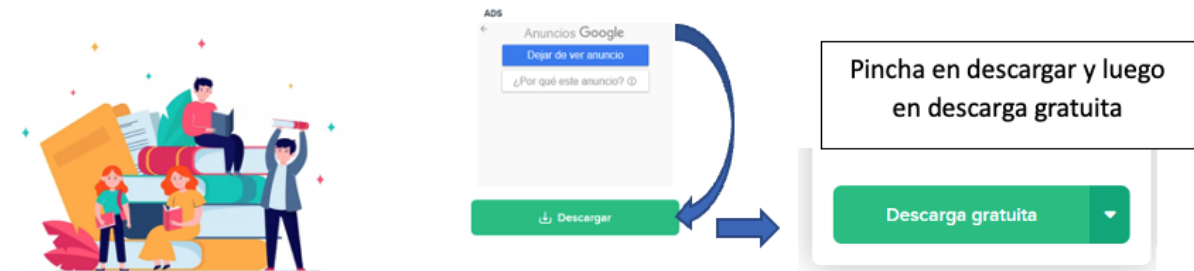 ADS
Anuncios Google
Dejar de ver anuncio
¿Por qué este anuncio?
Descargar
Pincha en descargar y luego
en descarga gratuita
Descarga gratuita